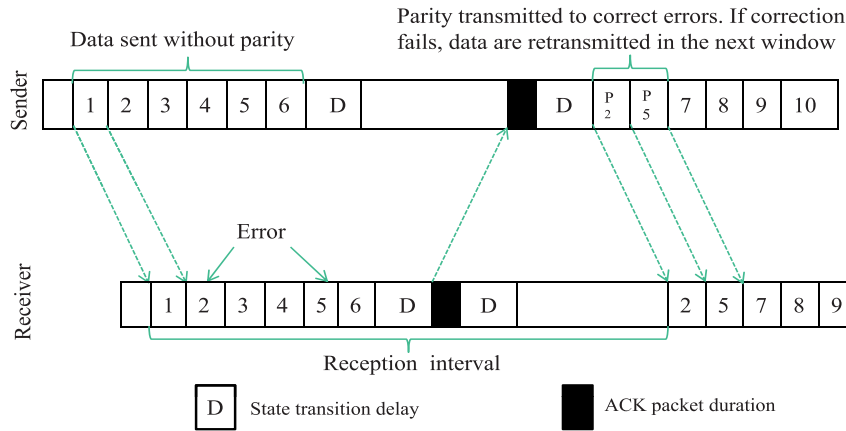 Parity transmitted to correct errors. If correction
Data sent without parity
fails, data are retransmitted in the next window
Sender
1 2 3 4 5 6 D D P 2 P 5 7 8 9 10
Error
Receiver
1 2 3 4 5 6 D D 2 5 7 8 9
Reception interval
D State transition delay
ACK packet duration